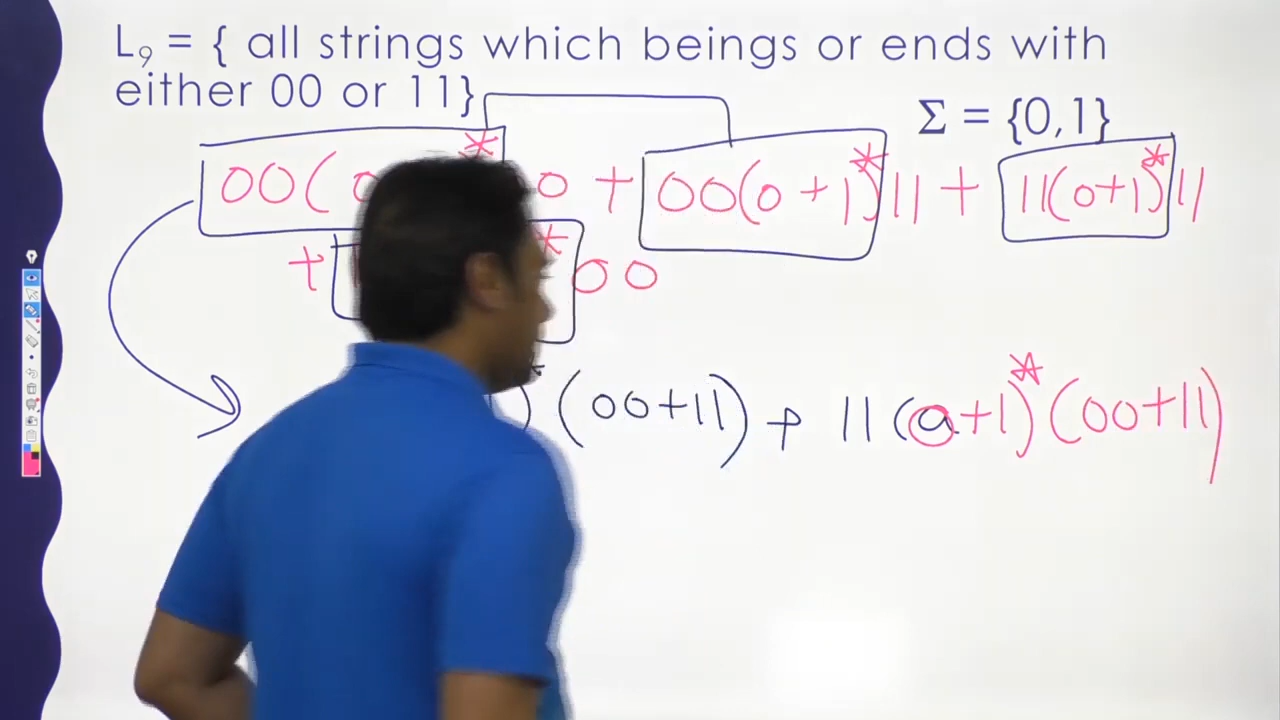 L₉ = { all strings which beings or ends with
either 00 or 11}
Σ = {0,1}
00( 0 * 0 + 00(0 + 1)* 11 + 11(0+1)* 11
+ * 00
)* (00+11) + 11(0+1)* (00+11)